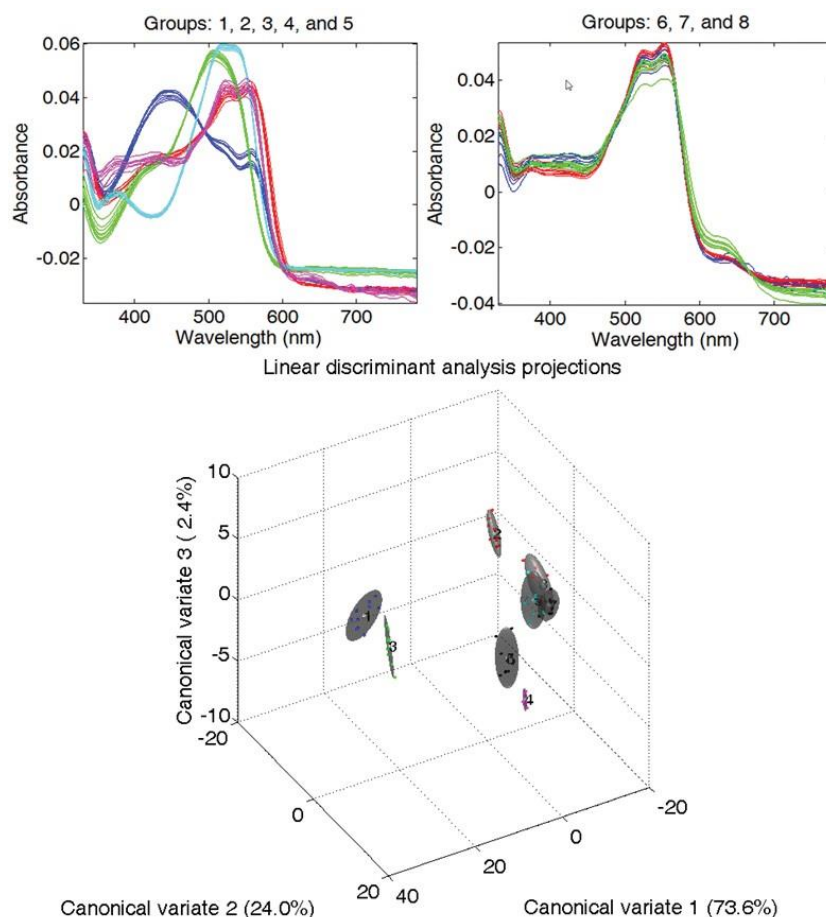 Groups: 1, 2, 3, 4, and 5
0.06
0.04
0.02
0
-0.02
Absorbance
400 500 600 700
Wavelength (nm)
Groups: 6, 7, and 8
0.04
0.02
0
-0.02
-0.04
Absorbance
400 500 600 700
Wavelength (nm)
Linear discriminant analysis projections
10
5
0
-5
-10
Canonical variate 3 ( 2.4%)
2
1
3
5
4
-20
0
20
40
20
0
-20
Canonical variate 2 (24.0%)
Canonical variate 1 (73.6%)